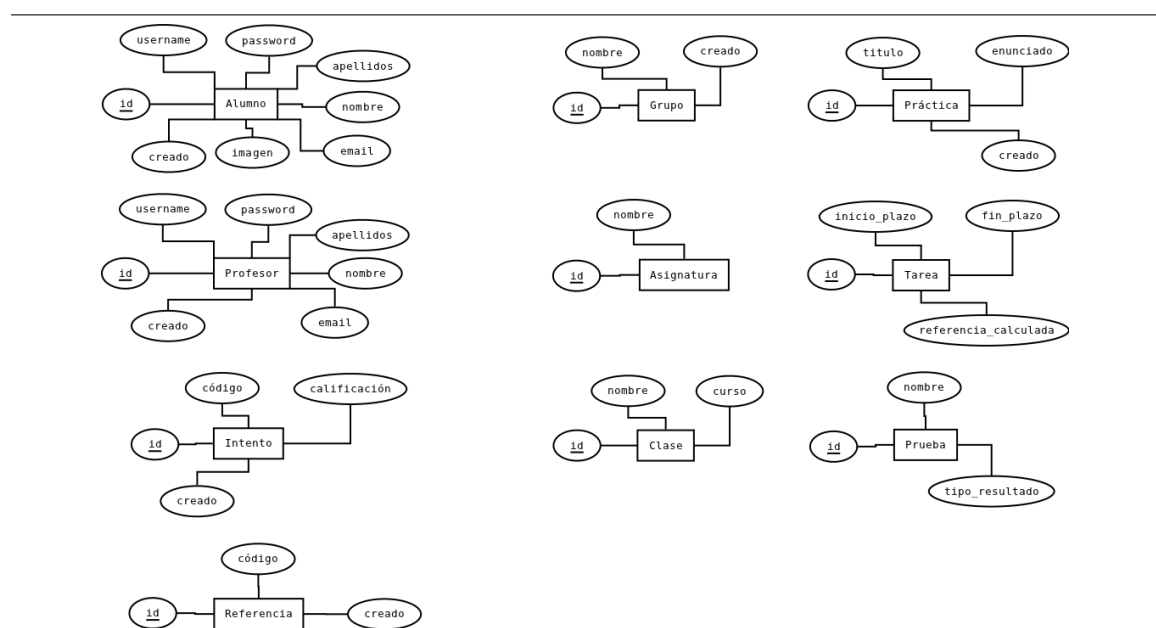 username
password
apellidos
id
Alumno
nombre
creado
imagen
email
nombre
creado
id
Grupo
titulo
enunciado
id
Práctica
creado
username
password
apellidos
id
Profesor
nombre
creado
email
nombre
id
Asignatura
inicio_plazo
fin_plazo
id
Tarea
referencia_calculada
código
calificación
id
Intento
creado
nombre
curso
id
Clase
nombre
id
Prueba
tipo_resultado
código
id
Referencia
creado